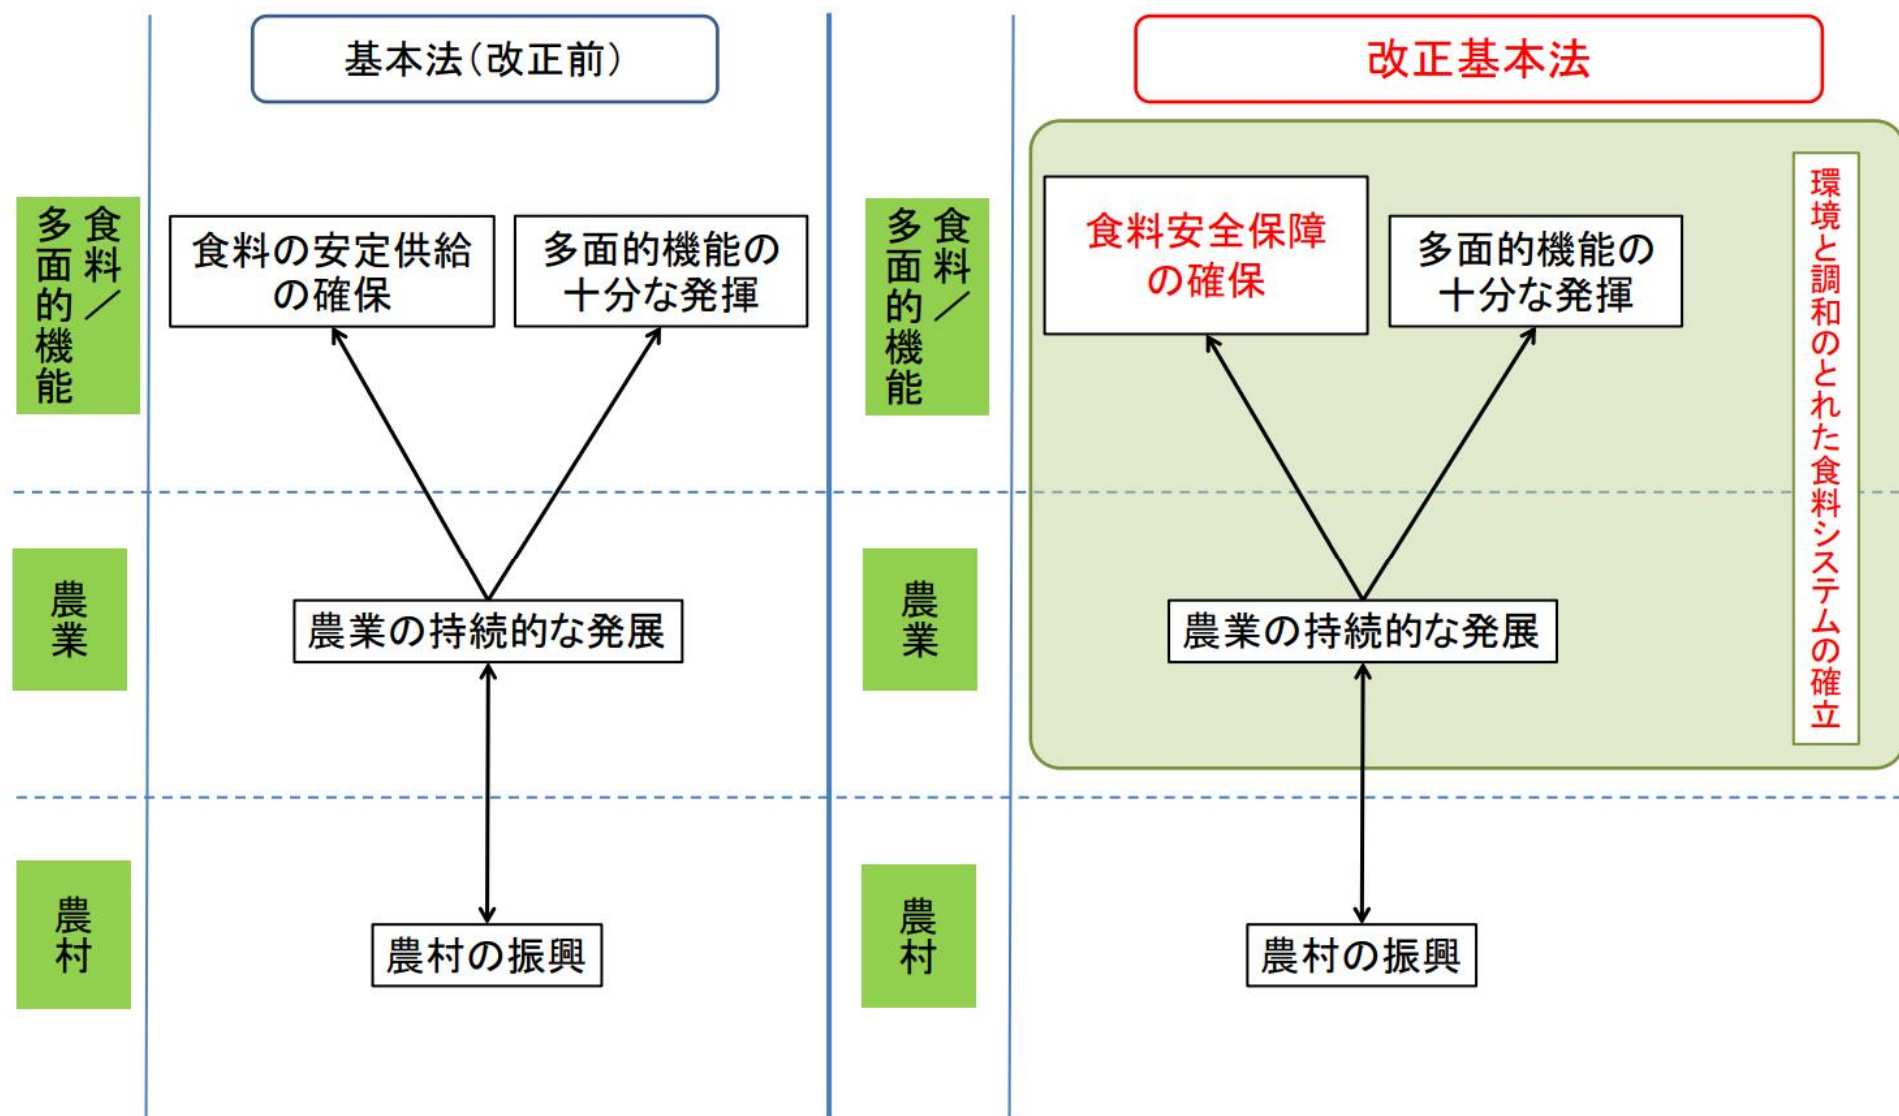 基本法（改正前）
食料／
多面的機能
食料の安定供給
の確保
多面的機能の
十分な発揮
農業
農業の持続的な発展
農村
農村の振興
改正基本法
食料／
多面的機能
食料安全保障
の確保
多面的機能の
十分な発揮
環境と調和のとれた食料システムの確立
農業
農業の持続的な発展
農村
農村の振興